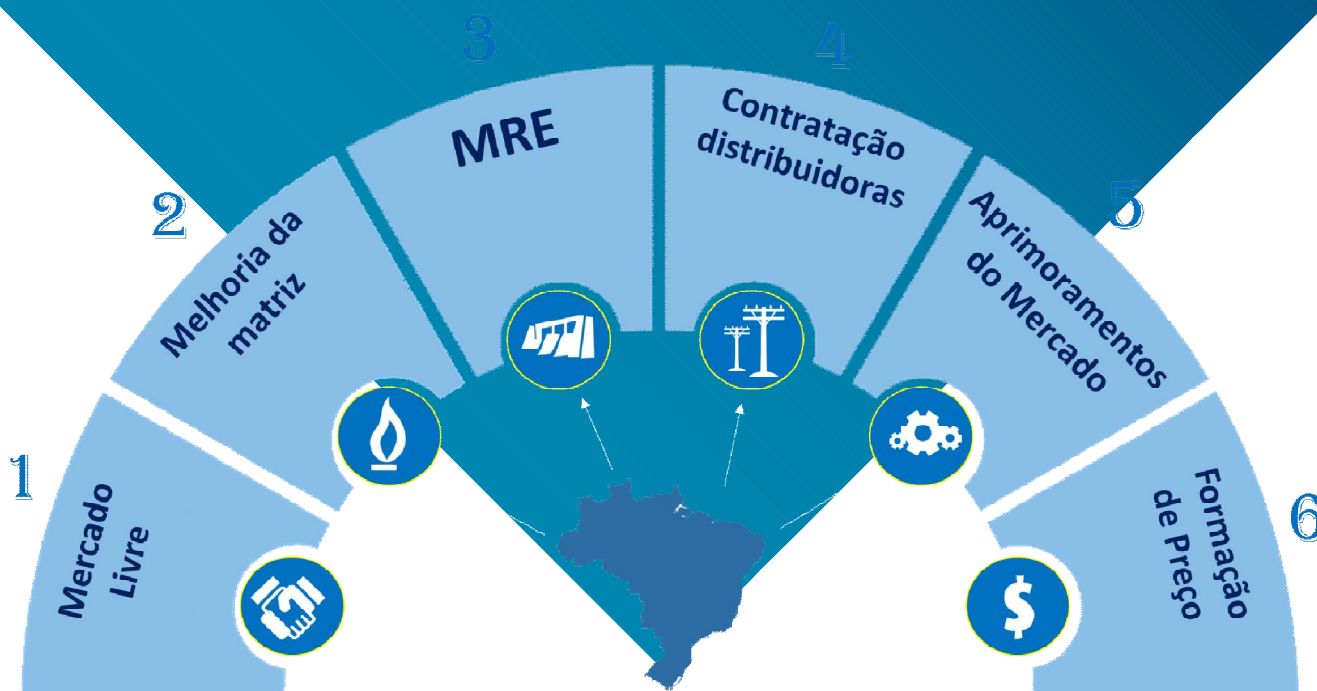 1
Mercado
Livre
2
Melhoria da
matriz
3
MRE
4
Contratação
distribuidoras
5
Aprimoramentos
do Mercado
6
Formação
de Preço
$